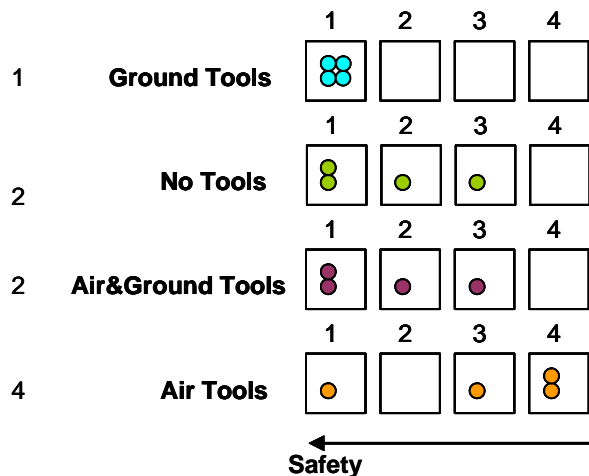 1 2 3 4
1 Ground Tools
1 2 3 4
2 No Tools
1 2 3 4
2 Air&Ground Tools
1 2 3 4
4 Air Tools
Safety